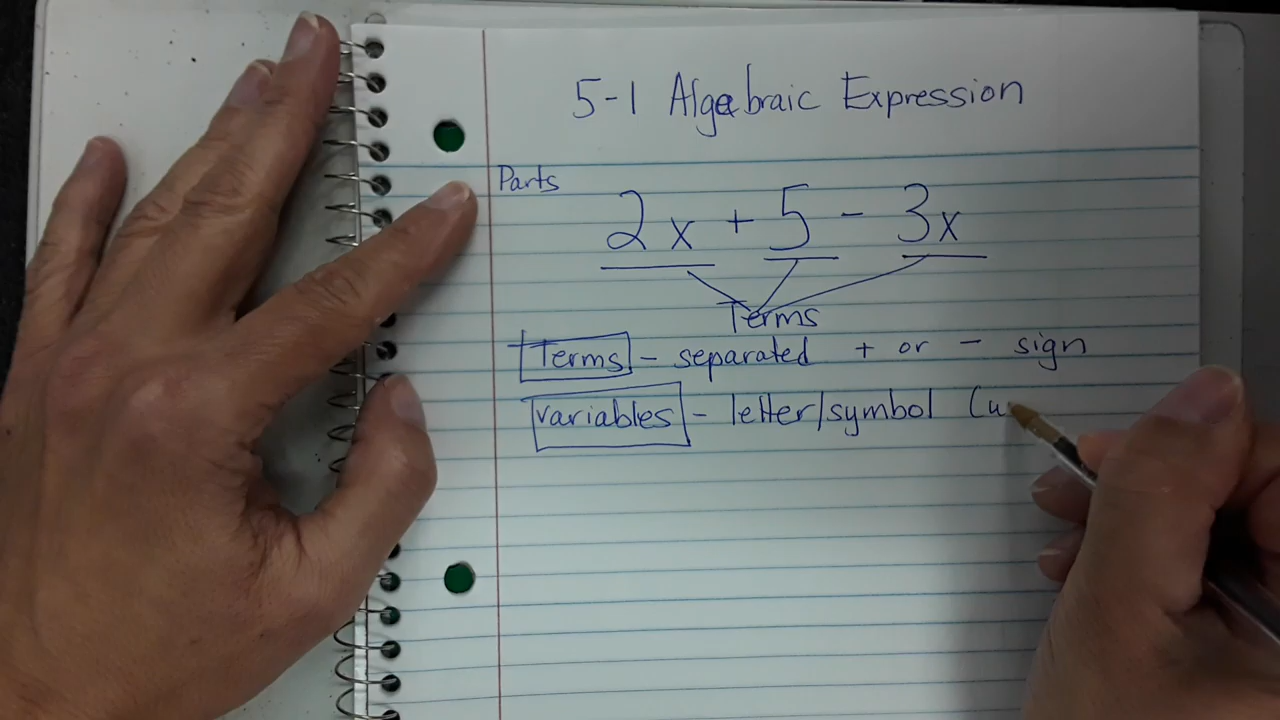 5-1 Algebraic Expression
Parts
2x + 5 - 3x
Terms
Terms - separated + or - sign
variables - letter/symbol (u